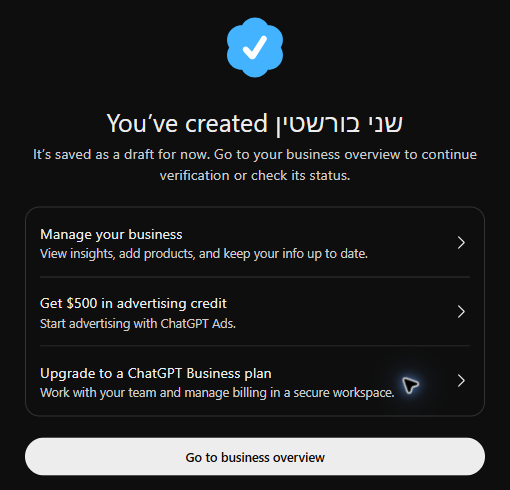 You've created שני בורשטיין
It's saved as a draft for now. Go to your business overview to continue
verification or check its status.
Manage your business
View insights, add products, and keep your info up to date.
Get $500 in advertising credit
Start advertising with ChatGPT Ads.
Upgrade to a ChatGPT Business plan
Work with your team and manage billing in a secure workspace.
Go to business overview